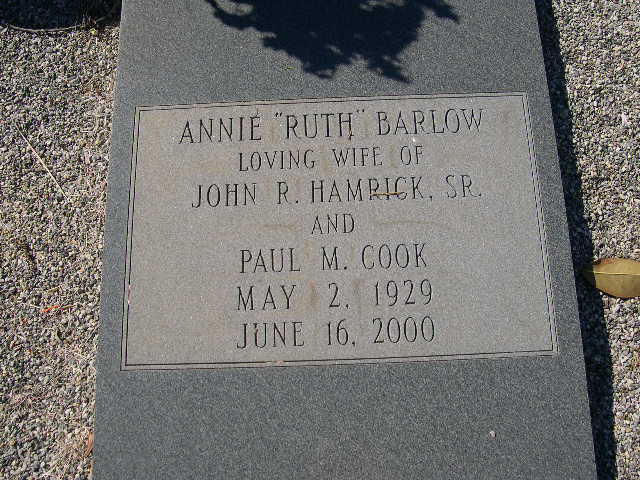 ANNIE "RUTH" BARLOW
LOVING WIFE OF
JOHN R. HAMRICK, SR.
AND
PAUL M. COOK
MAY 2, 1929
JUNE 16, 2000